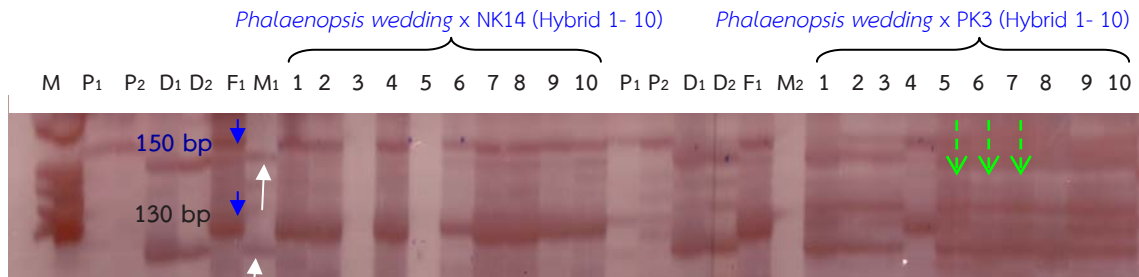 Phalaenopsis wedding x NK14 (Hybrid 1- 10) Phalaenopsis wedding x PK3 (Hybrid 1- 10)
M P1 P2 D1 D2 F1 M1 1 2 3 4 5 6 7 8 9 10 P1 P2 D1 D2 F1 M2 1 2 3 4 5 6 7 8 9 10
150 bp
130 bp